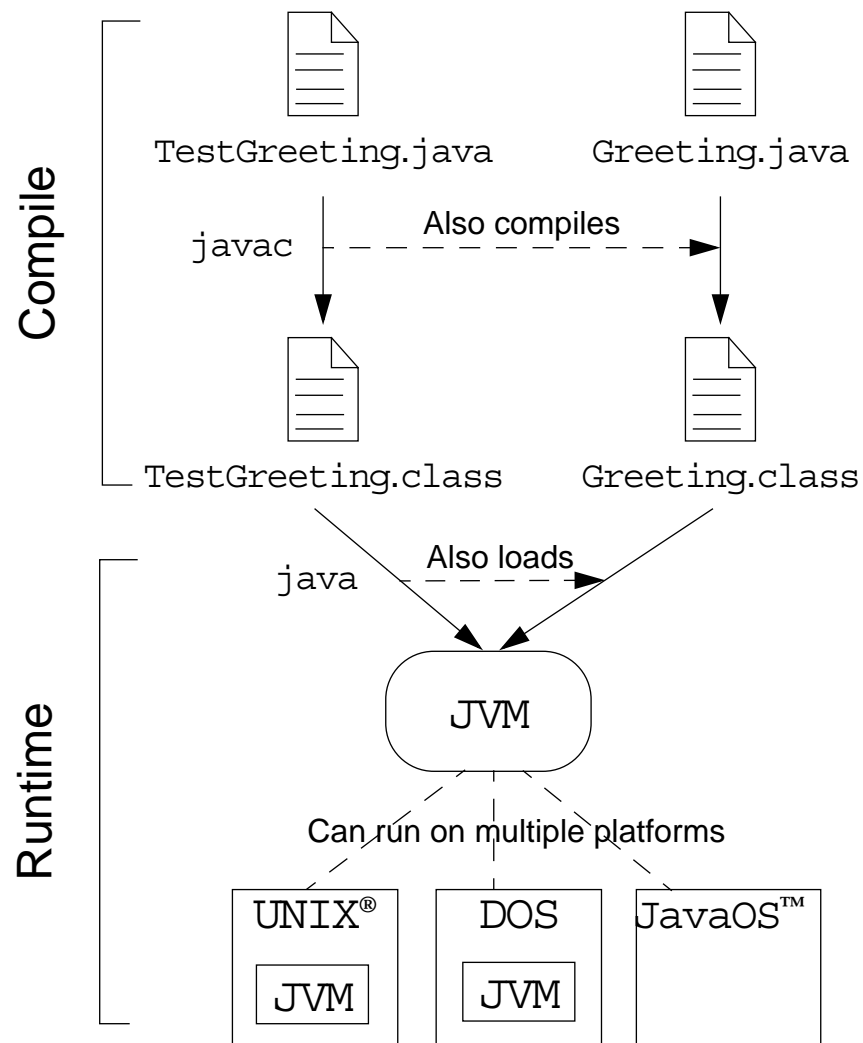 Compile
TestGreeting.java
Greeting.java
javac
Also compiles
TestGreeting.class
Greeting.class
Runtime
java
Also loads
JVM
Can run on multiple platforms
UNIX®
DOS
JavaOS™
JVM
JVM